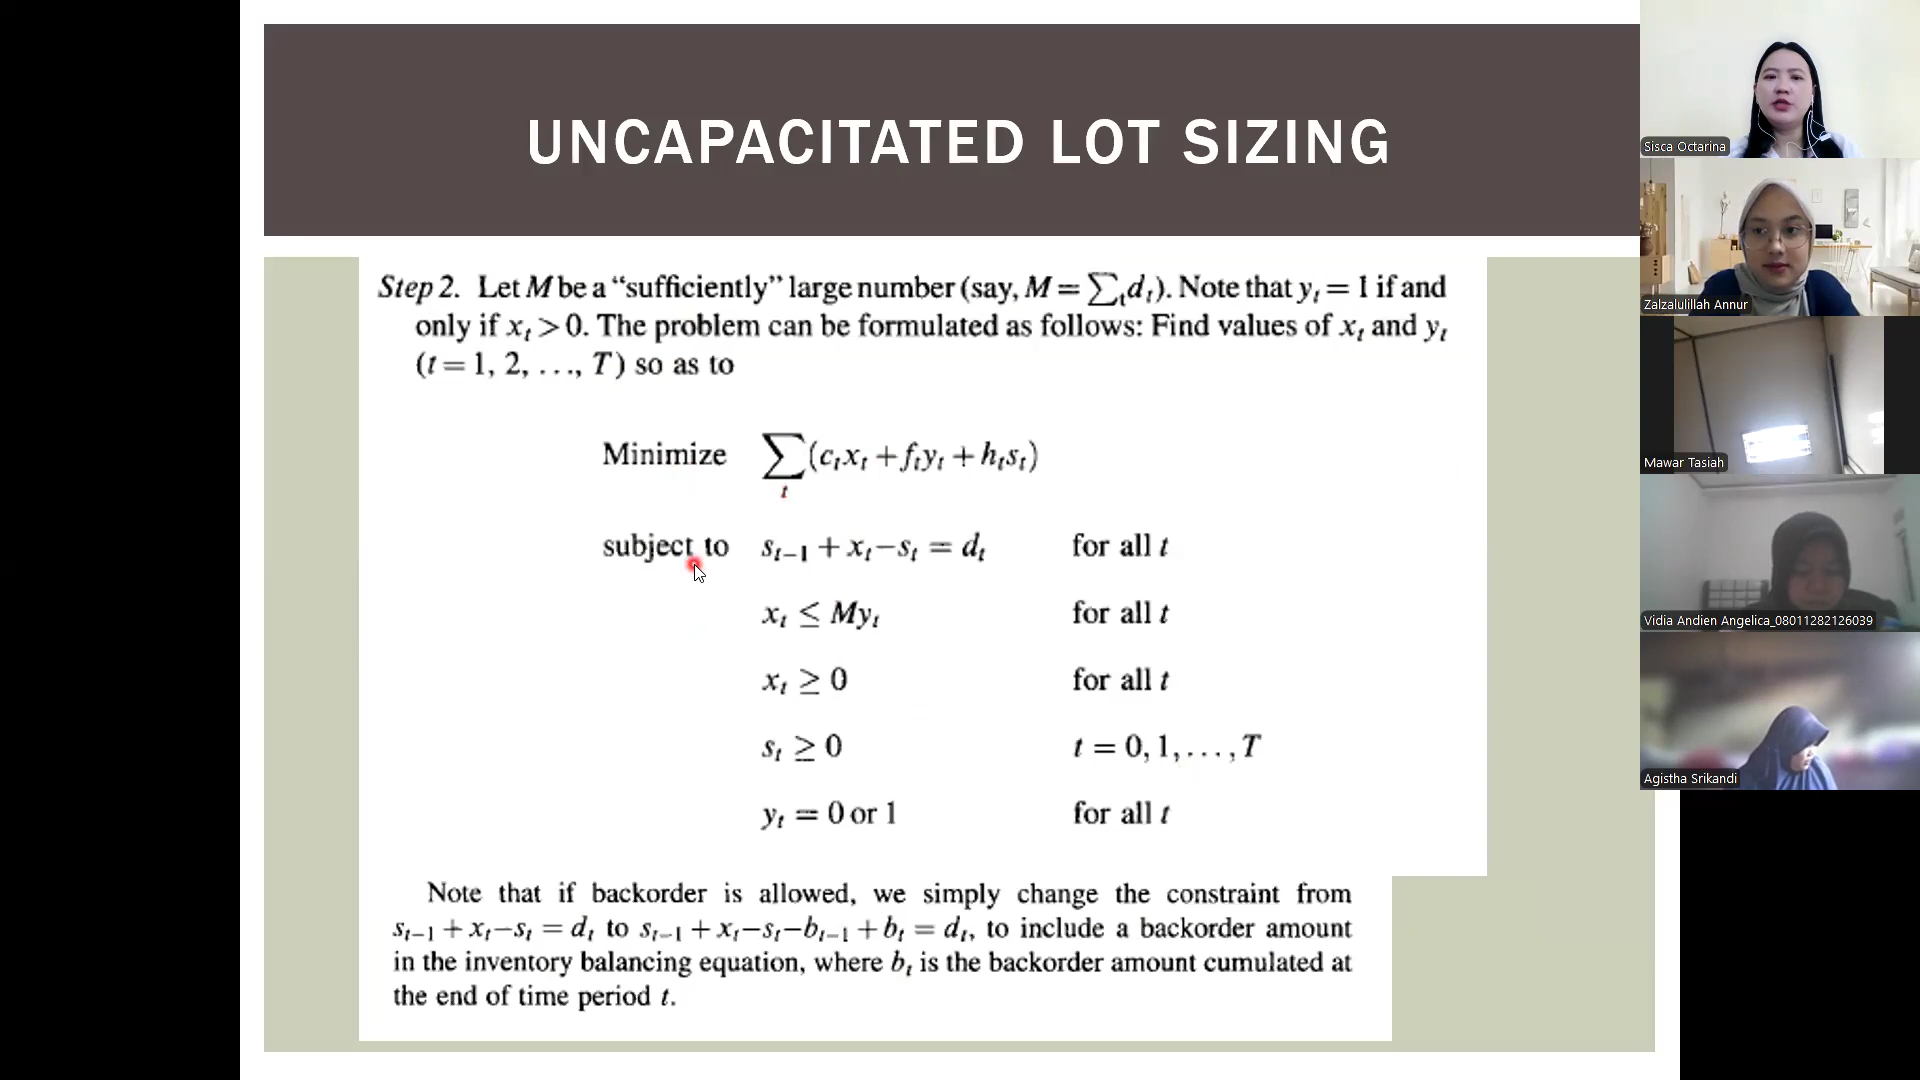 UNCAPACITATED LOT SIZING
Step 2. Let M be a “sufficiently” large number (say, M = ∑ₜdₜ). Note that yₜ = 1 if and
only if xₜ > 0. The problem can be formulated as follows: Find values of xₜ and yₜ
(t = 1, 2, . . ., T) so as to
Minimize ∑ₜ(cₜxₜ + fₜyₜ + hₜsₜ)
subject to sₜ₋₁ + xₜ − sₜ = dₜ for all t
xₜ ≤ Myₜ for all t
xₜ ≥ 0 for all t
sₜ ≥ 0 t = 0, 1, . . . , T
yₜ = 0 or 1 for all t
Note that if backorder is allowed, we simply change the constraint from
sₜ₋₁ + xₜ − sₜ = dₜ to sₜ₋₁ + xₜ − sₜ − bₜ₋₁ + bₜ = dₜ, to include a backorder amount
in the inventory balancing equation, where bₜ is the backorder amount cumulated at
the end of time period t.
Sisca Octarina
Zalzalulillah Annur
Mawar Tasiah
Vidia Andien Angelica_08011282126039
Agistha Srikandi